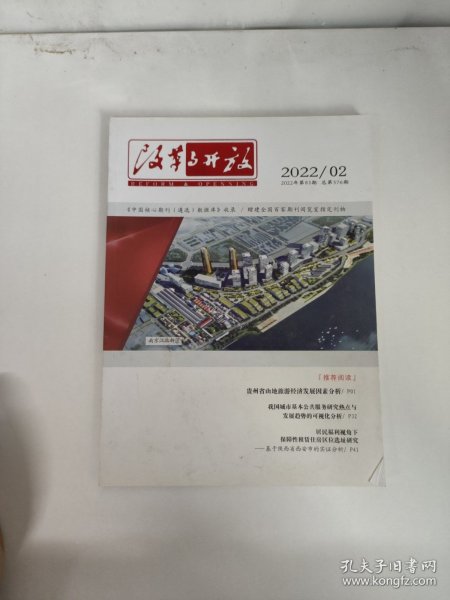 改革与开放
REFORM & OPENNING
2022/02
2022年第03期 总第576期
《中国核心期刊(遴选)数据库》收录 / 赠建全国百家期刊阅览室指定刊物
南京江北新区
「推荐阅读」
贵州省山地旅游经济发展因素分析/ P01
我国城市基本公共服务研究热点与
发展趋势的可视化分析/ P32
居民福利视角下
保障性租赁住房区位选址研究
——基于陕西省西安市的实证分析/ P43
孔夫子旧书网
www.kongfz.com